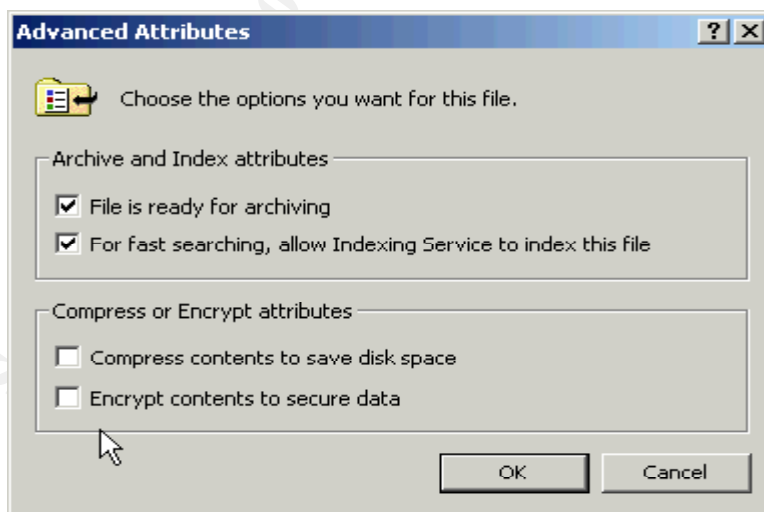 Advanced Attributes
Choose the options you want for this file.
Archive and Index attributes
File is ready for archiving
For fast searching, allow Indexing Service to index this file
Compress or Encrypt attributes
Compress contents to save disk space
Encrypt contents to secure data
OK
Cancel